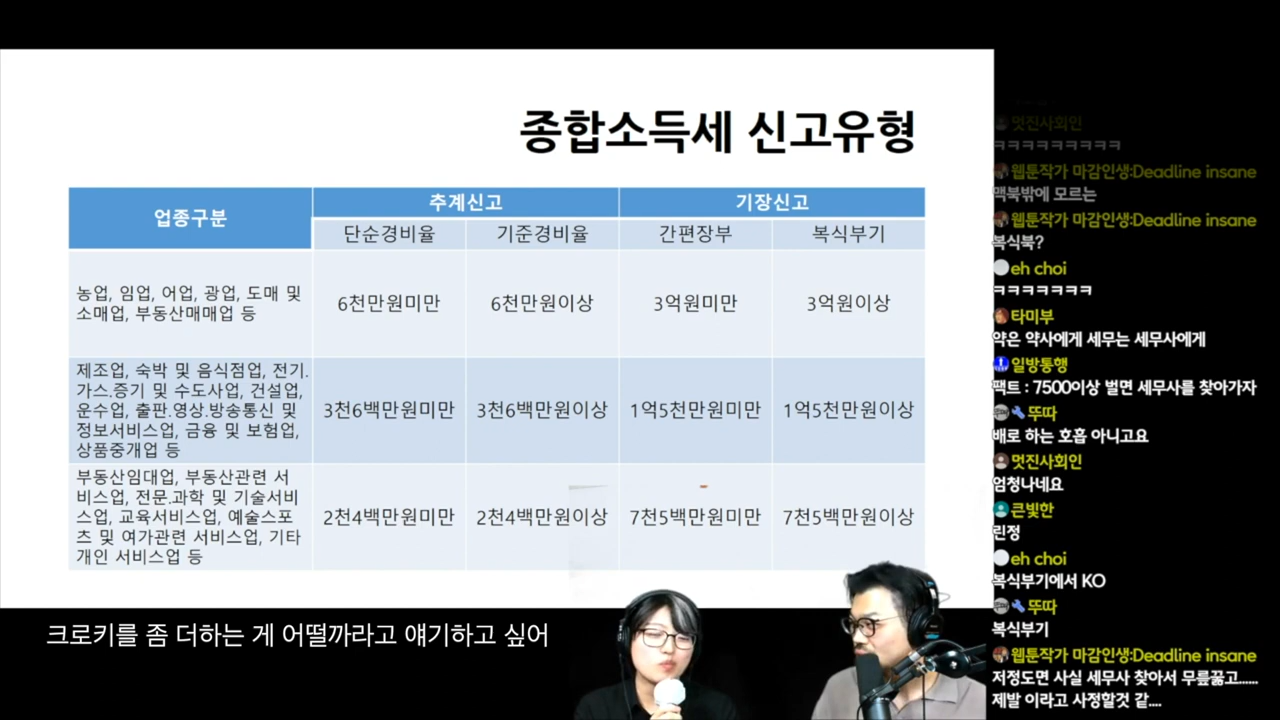 종합소득세 신고유형
업종구분
추계신고
기장신고
단순경비율
기준경비율
간편장부
복식부기
농업, 임업, 어업, 광업, 도매 및
소매업, 부동산매매업 등
6천만원미만
6천만원이상
3억원미만
3억원이상
제조업, 숙박 및 음식점업, 전기.
가스.증기 및 수도사업, 건설업,
운수업, 출판.영상.방송통신 및
정보서비스업, 금융 및 보험업,
상품중개업 등
3천6백만원미만
3천6백만원이상
1억5천만원미만
1억5천만원이상
부동산임대업, 부동산관련 서
비스업, 전문.과학 및 기술서비
스업, 교육서비스업, 예술스포
츠 및 여가관련 서비스업, 기타
개인 서비스업 등
2천4백만원미만
2천4백만원이상
7천5백만원미만
7천5백만원이상
크로키를 좀 더하는 게 어떨까라고 얘기하고 싶어
멋진사회인
ㅋㅋㅋㅋㅋㅋㅋㅋㅋ
웹툰작가 마감인생:Deadline insane
맥북밖에 모르는
웹툰작가 마감인생:Deadline insane
복식북?
eh choi
ㅋㅋㅋㅋㅋㅋㅋ
타미부
약은 약사에게 세무는 세무사에게
일방통행
팩트 : 7500이상 벌면 세무사를 찾아가자
뚜따
배로 하는 호흡 아니고요
멋진사회인
엄청나네요
큰빛한
린정
eh choi
복식부기에서 KO
뚜따
복식부기
웹툰작가 마감인생:Deadline insane
저정도면 사실 세무사 찾아서 무릎꿇고......
제발 이라고 사정할것 같....